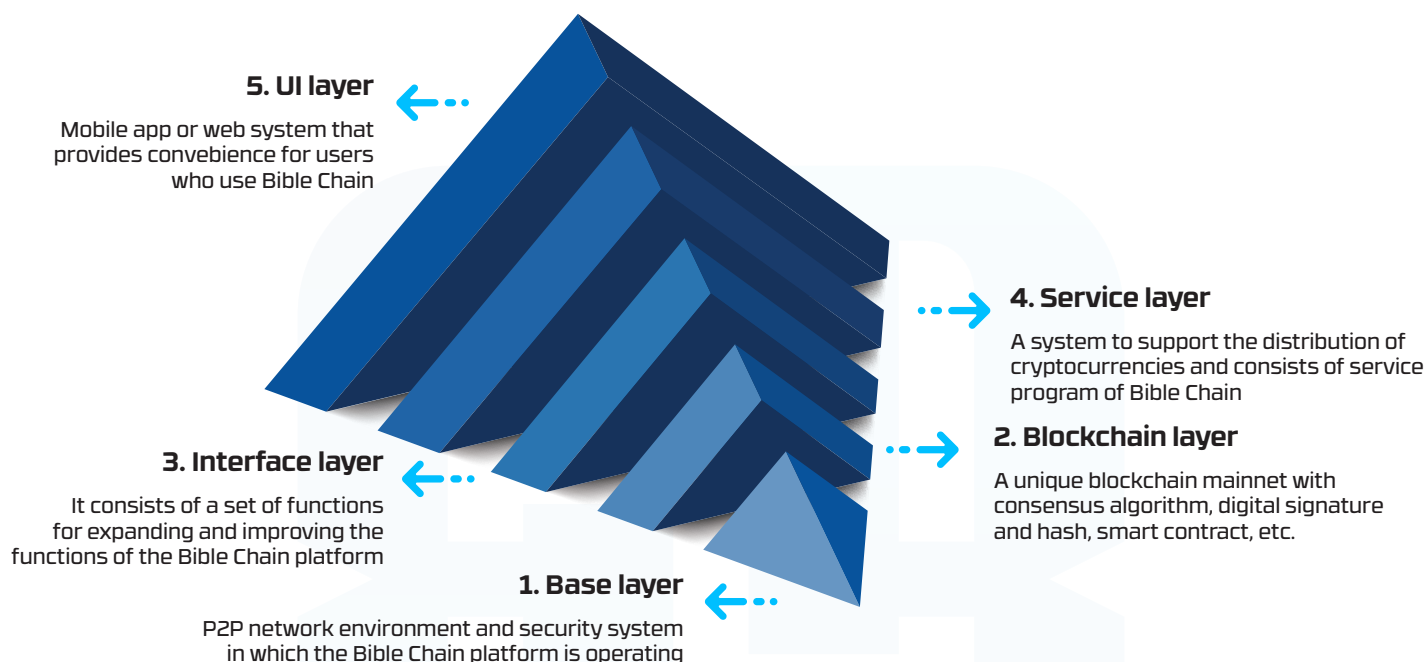 5. UI layer
Mobile app or web system that
provides convebience for users
who use Bible Chain
4. Service layer
A system to support the distribution of
cryptocurrencies and consists of service
program of Bible Chain
3. Interface layer
It consists of a set of functions
for expanding and improving the
functions of the Bible Chain platform
2. Blockchain layer
A unique blockchain mainnet with
consensus algorithm, digital signature
and hash, smart contract, etc.
1. Base layer
P2P network environment and security system
in which the Bible Chain platform is operating